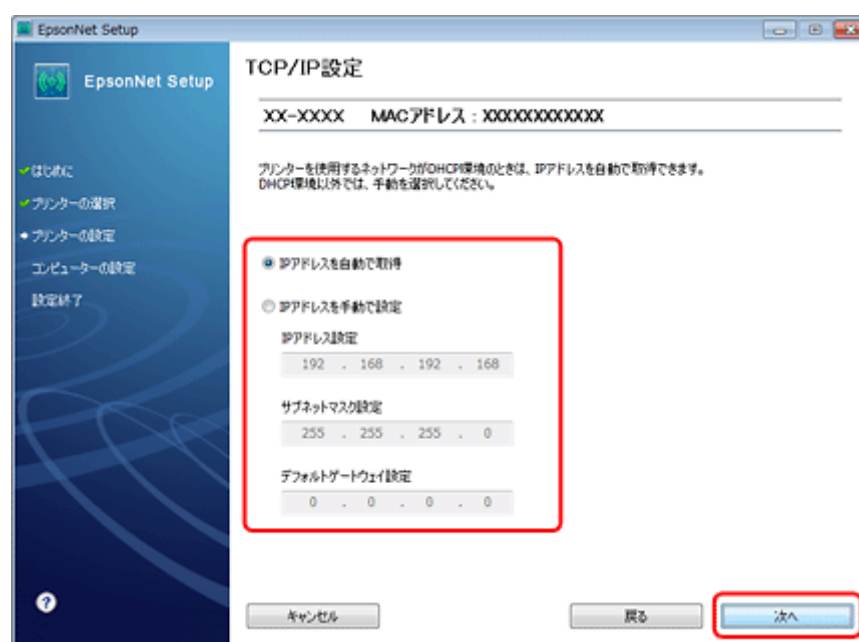 EpsonNet Setup
EpsonNet Setup
はじめに
プリンターの選択
プリンターの設定
コンピューターの設定
設定終了
TCP/IP設定
XX-XXXX MACアドレス : XXXXXXXXXXXX
プリンターを使用するネットワークがDHCP環境のときは、IPアドレスを自動で取得できます。
DHCP環境以外では、手動を選択してください。
IPアドレスを自動で取得
IPアドレスを手動で設定
IPアドレス設定
192 . 168 . 192 . 168
サブネットマスク設定
255 . 255 . 255 . 0
デフォルトゲートウェイ設定
0 . 0 . 0 . 0
?
キャンセル
戻る
次へ